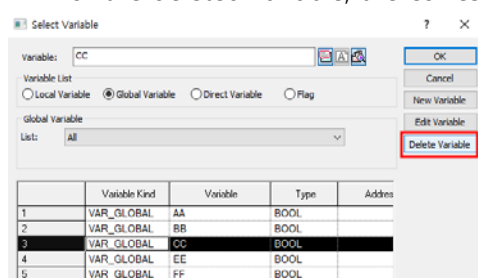 Select Variable ? ×
Variable: CC OK
Variable List Cancel
Local Variable Global Variable Direct Variable Flag New Variable
Global Variable Edit Variable
List: All Delete Variable
Variable Kind Variable Type Addres
1 VAR_GLOBAL AA BOOL
2 VAR_GLOBAL BB BOOL
3 VAR_GLOBAL CC BOOL
4 VAR_GLOBAL EE BOOL
5 VAR_GLOBAL FF BOOL